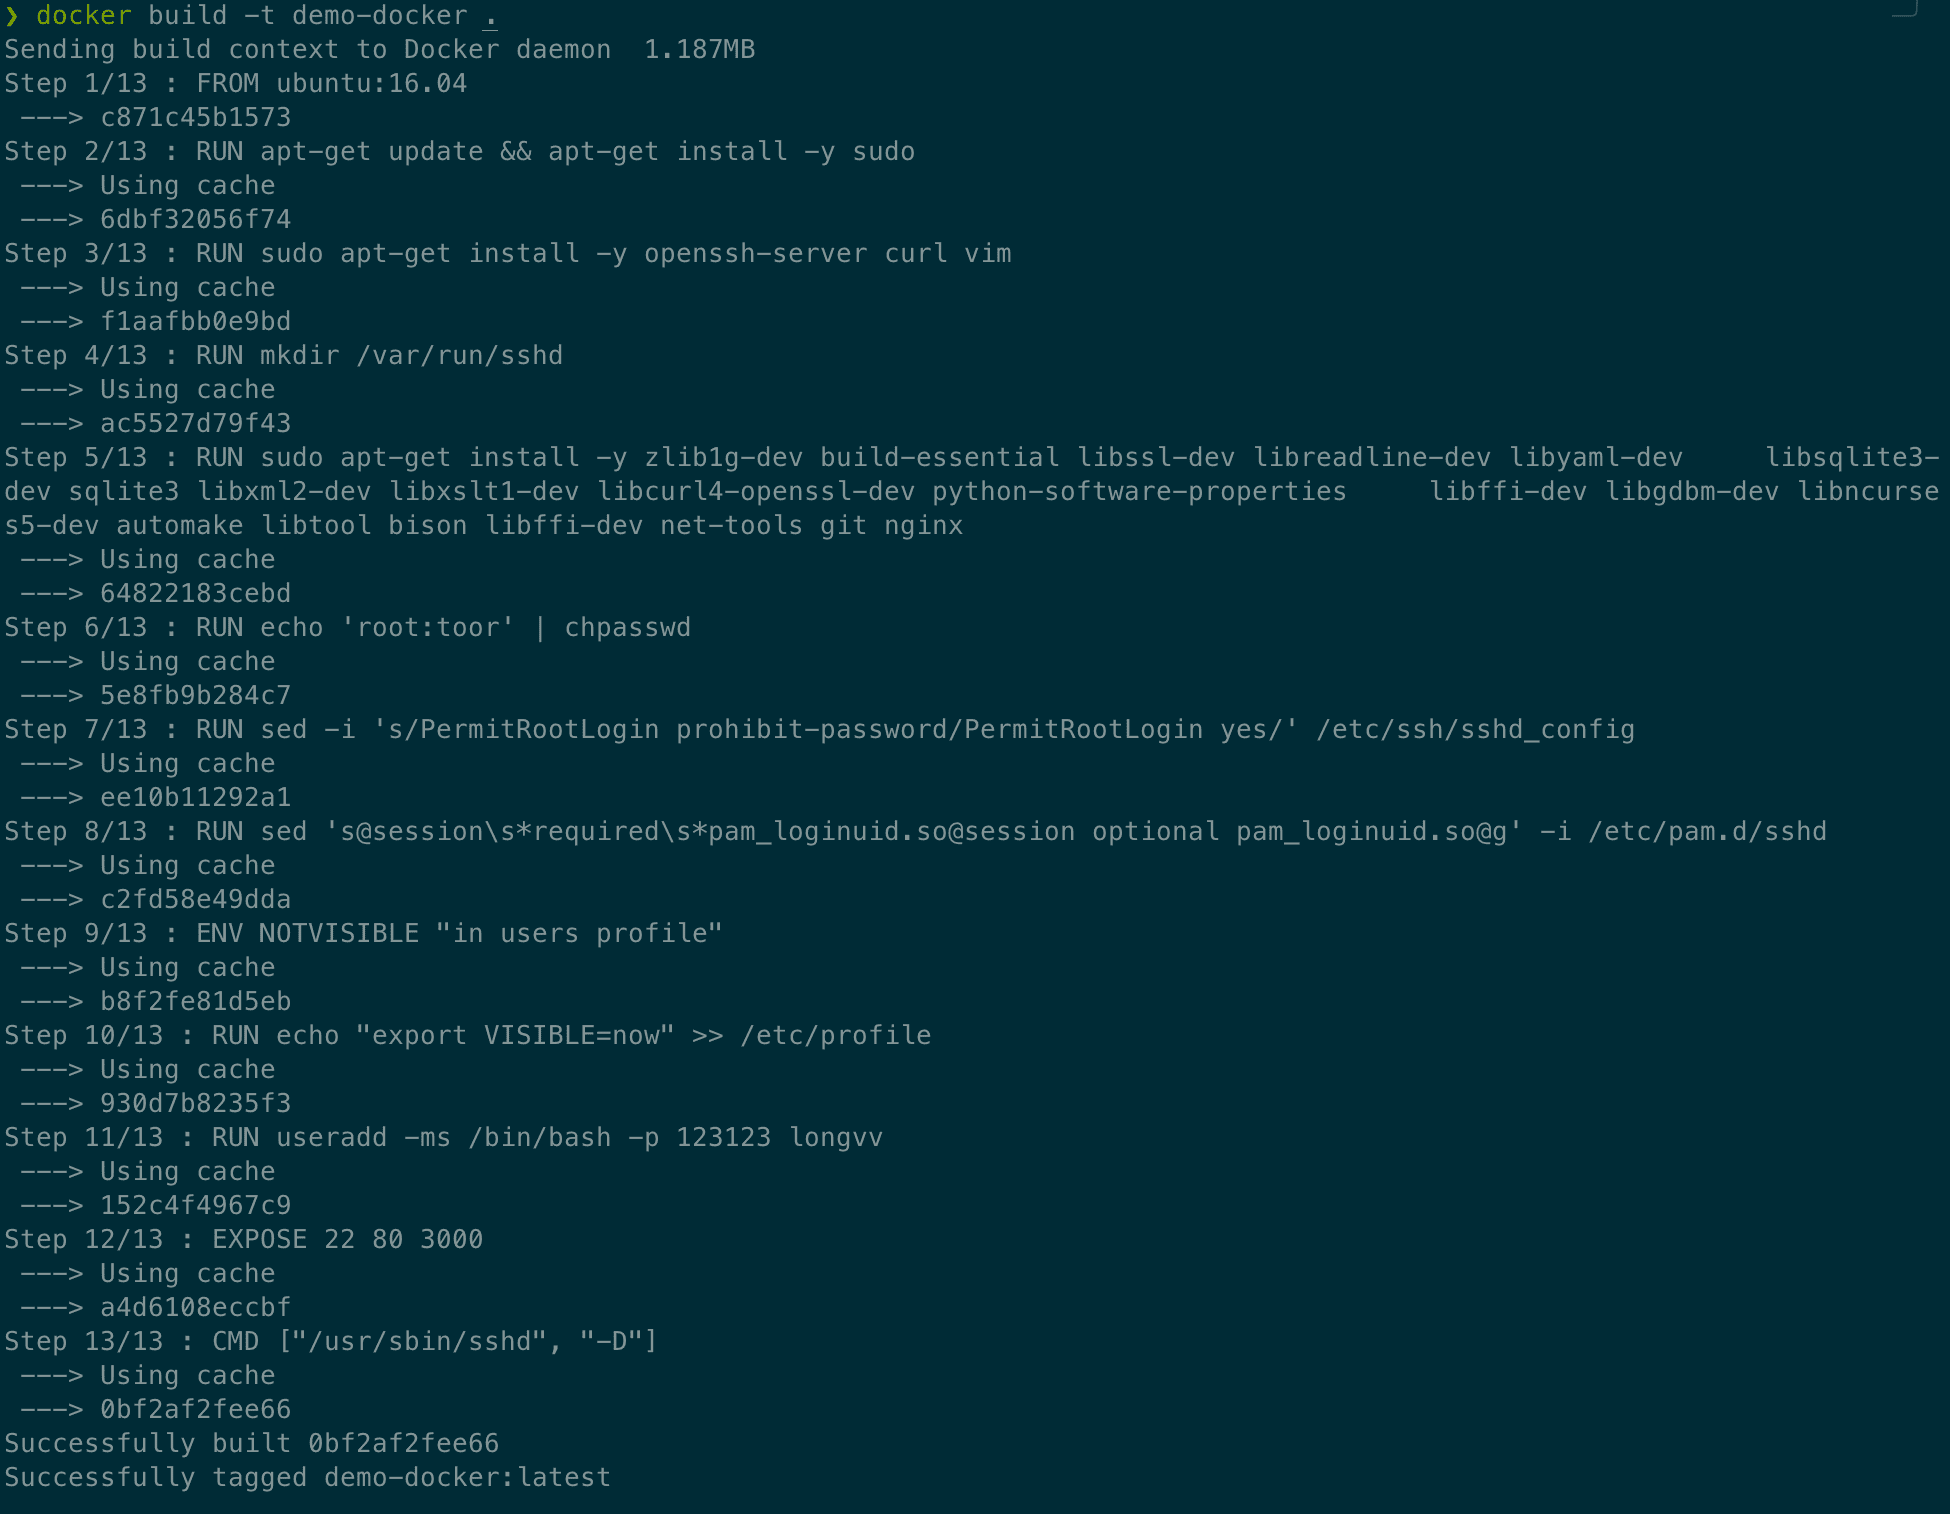 ❯ docker build -t demo-docker .
Sending build context to Docker daemon  1.187MB
Step 1/13 : FROM ubuntu:16.04
 ---> c871c45b1573
Step 2/13 : RUN apt-get update && apt-get install -y sudo
 ---> Using cache
 ---> 6dbf32056f74
Step 3/13 : RUN sudo apt-get install -y openssh-server curl vim
 ---> Using cache
 ---> f1aafbb0e9bd
Step 4/13 : RUN mkdir /var/run/sshd
 ---> Using cache
 ---> ac5527d79f43
Step 5/13 : RUN sudo apt-get install -y zlib1g-dev build-essential libssl-dev libreadline-dev libyaml-dev     libsqlite3-
dev sqlite3 libxml2-dev libxslt1-dev libcurl4-openssl-dev python-software-properties     libffi-dev libgdbm-dev libncurse
s5-dev automake libtool bison libffi-dev net-tools git nginx
 ---> Using cache
 ---> 64822183cebd
Step 6/13 : RUN echo 'root:toor' | chpasswd
 ---> Using cache
 ---> 5e8fb9b284c7
Step 7/13 : RUN sed -i 's/PermitRootLogin prohibit-password/PermitRootLogin yes/' /etc/ssh/sshd_config
 ---> Using cache
 ---> ee10b11292a1
Step 8/13 : RUN sed 's@session\s*required\s*pam_loginuid.so@session optional pam_loginuid.so@g' -i /etc/pam.d/sshd
 ---> Using cache
 ---> c2fd58e49dda
Step 9/13 : ENV NOTVISIBLE "in users profile"
 ---> Using cache
 ---> b8f2fe81d5eb
Step 10/13 : RUN echo "export VISIBLE=now" >> /etc/profile
 ---> Using cache
 ---> 930d7b8235f3
Step 11/13 : RUN useradd -ms /bin/bash -p 123123 longvv
 ---> Using cache
 ---> 152c4f4967c9
Step 12/13 : EXPOSE 22 80 3000
 ---> Using cache
 ---> a4d6108eccbf
Step 13/13 : CMD ["/usr/sbin/sshd", "-D"]
 ---> Using cache
 ---> 0bf2af2fee66
Successfully built 0bf2af2fee66
Successfully tagged demo-docker:latest